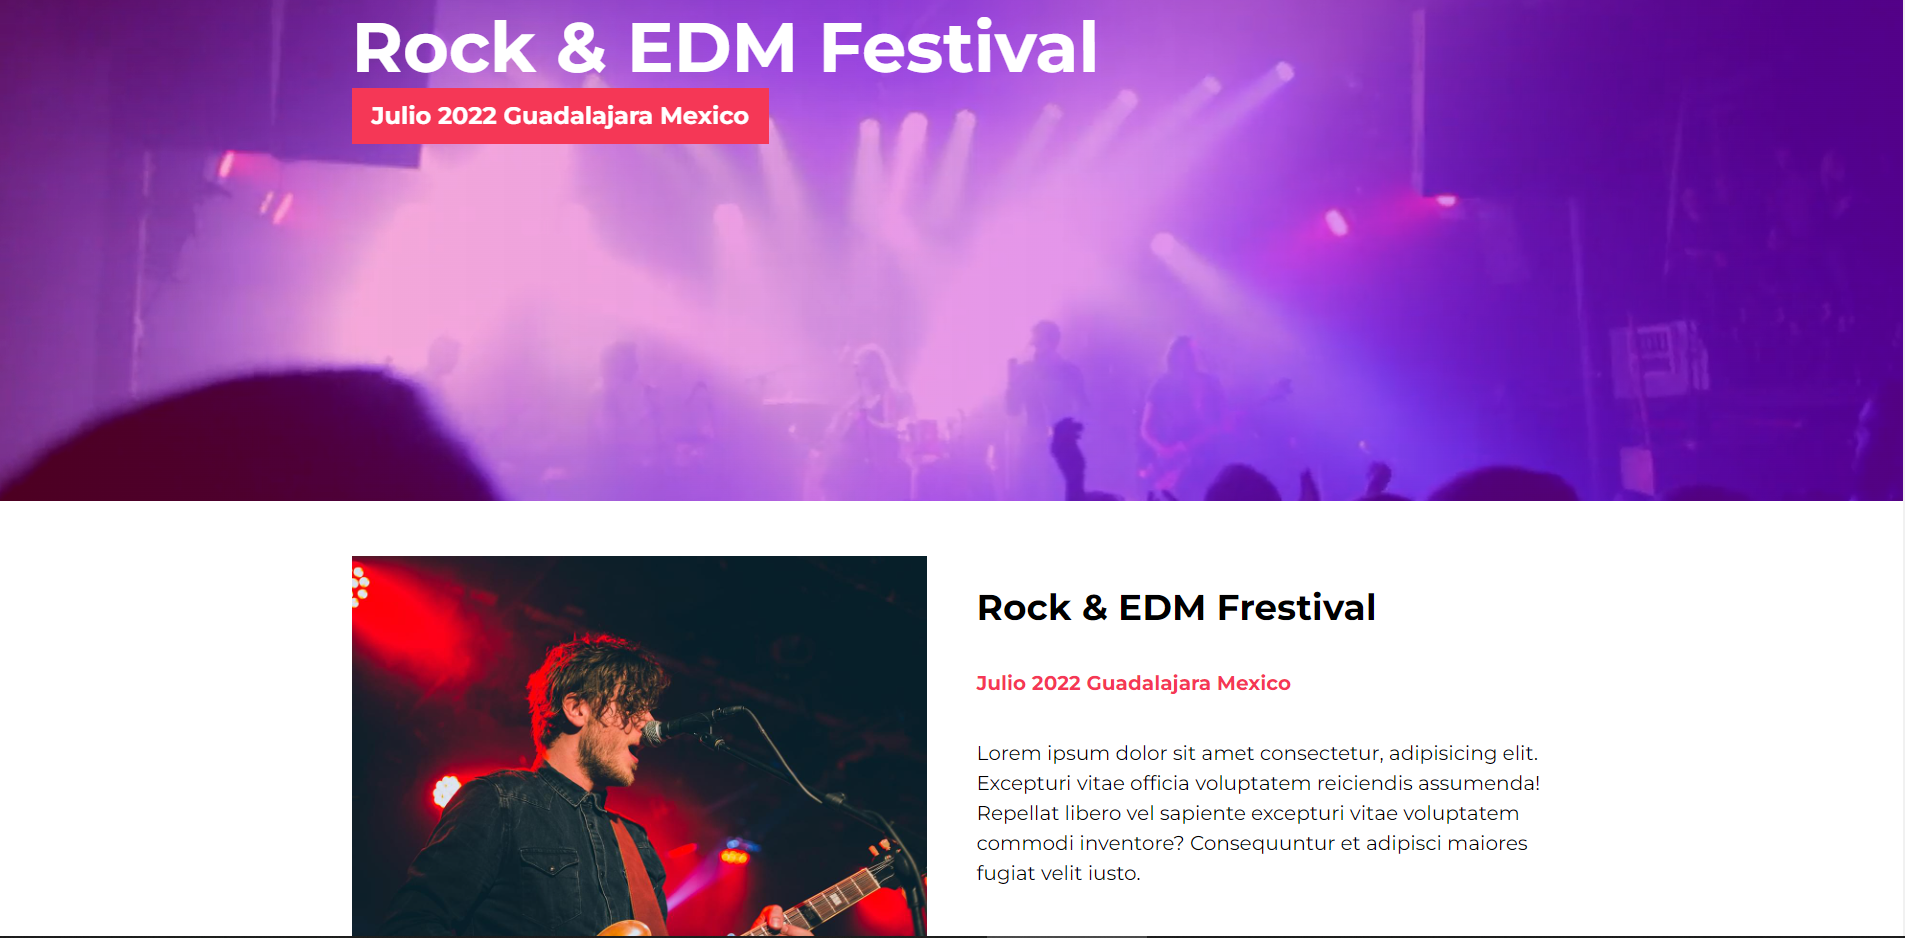 Rock & EDM Festival
Julio 2022 Guadalajara Mexico
Rock & EDM Frestival
Julio 2022 Guadalajara Mexico
Lorem ipsum dolor sit amet consectetur, adipisicing elit.
Excepturi vitae officia voluptatem reiciendis assumenda!
Repellat libero vel sapiente excepturi vitae voluptatem
commodi inventore? Consequuntur et adipisci maiores
fugiat velit iusto.